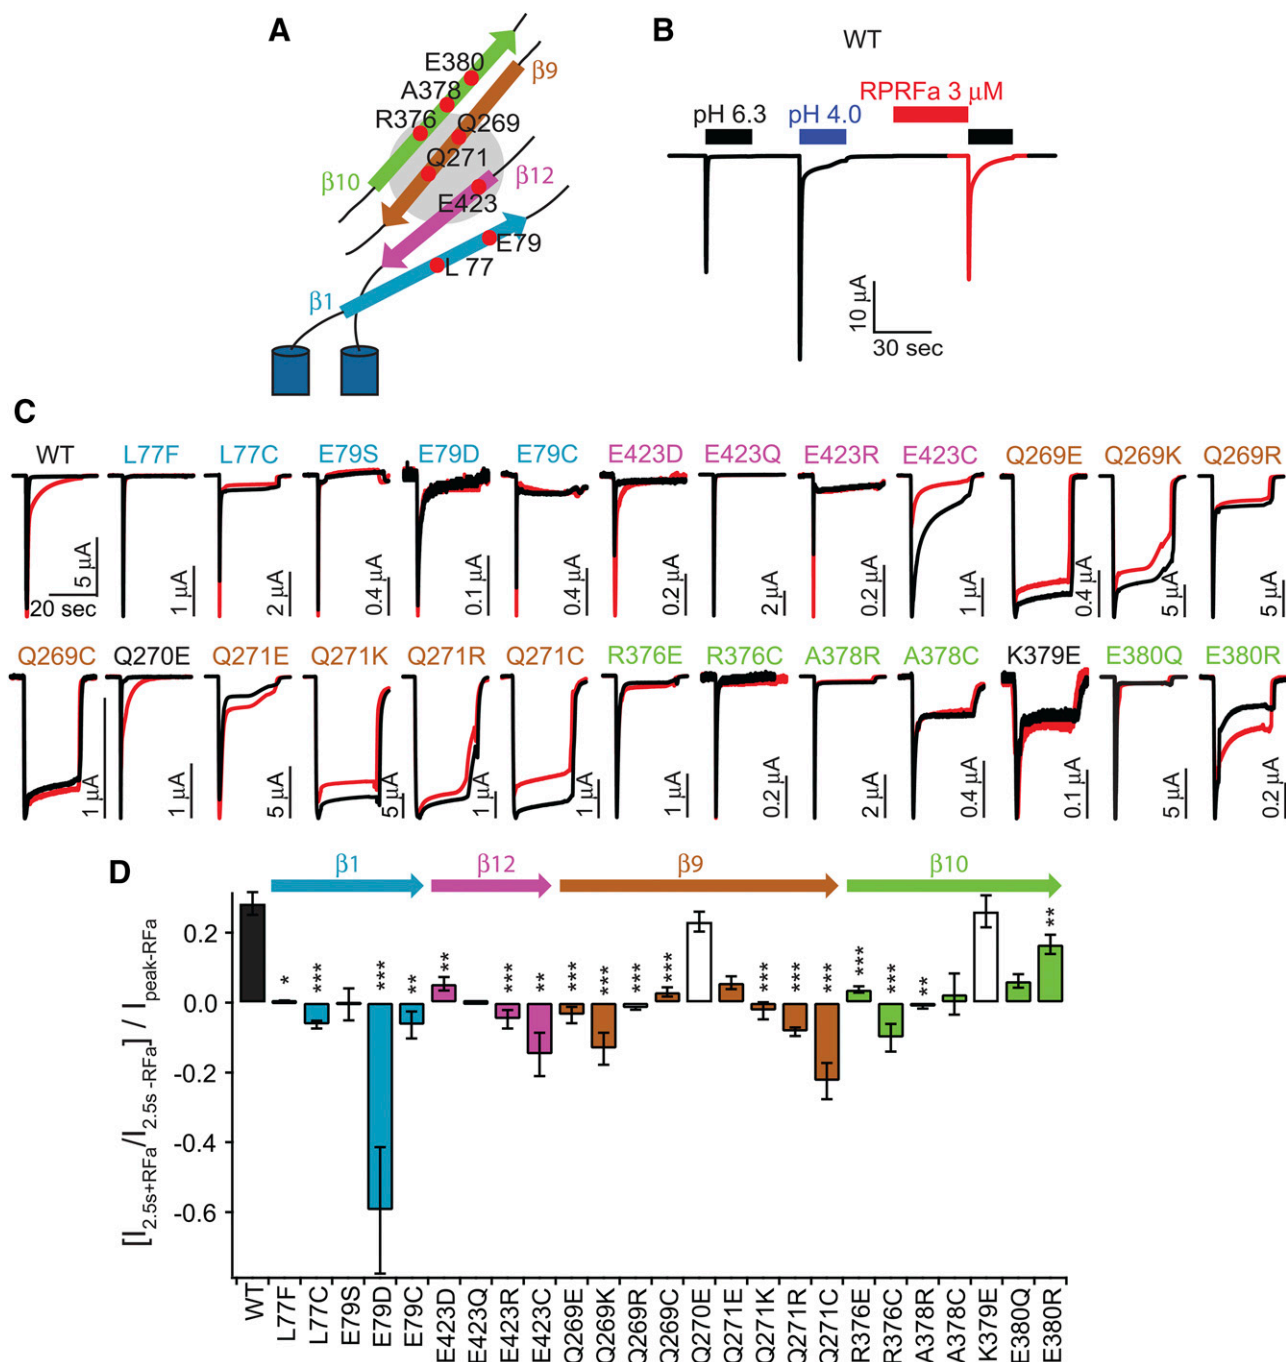 A
E380
A378
R376
β9
Q269
Q271
β10
β12
E423
E79
L 77
β1
B
WT
RPRFa 3 μM
pH 6.3
pH 4.0
10 μA
30 sec
C
WT L77F L77C E79S E79D E79C E423D E423Q E423R E423C Q269E Q269K Q269R
5 μA 20 sec 1 μA 2 μA 0.4 μA 0.1 μA 0.4 μA 0.2 μA 2 μA 0.2 μA 1 μA 0.4 μA 5 μA 5 μA
Q269C Q270E Q271E Q271K Q271R Q271C R376E R376C A378R A378C K379E E380Q E380R
1 μA 1 μA 5 μA 5 μA 1 μA 1 μA 1 μA 0.2 μA 2 μA 0.4 μA 0.1 μA 5 μA 0.2 μA
D
β1 β12 β9 β10
[I2.5s+RFa/I2.5s -RFa] / Ipeak-RFa
0.2
0.0
-0.2
-0.4
-0.6
* *** *** ** ** *** ** *** *** *** *** *** *** *** *** *** ** **
WT L77F L77C E79S E79D E79C E423D E423Q E423R E423C Q269E Q269K Q269R Q269C Q270E Q271E Q271K Q271R Q271C R376E R376C A378R A378C K379E E380Q E380R